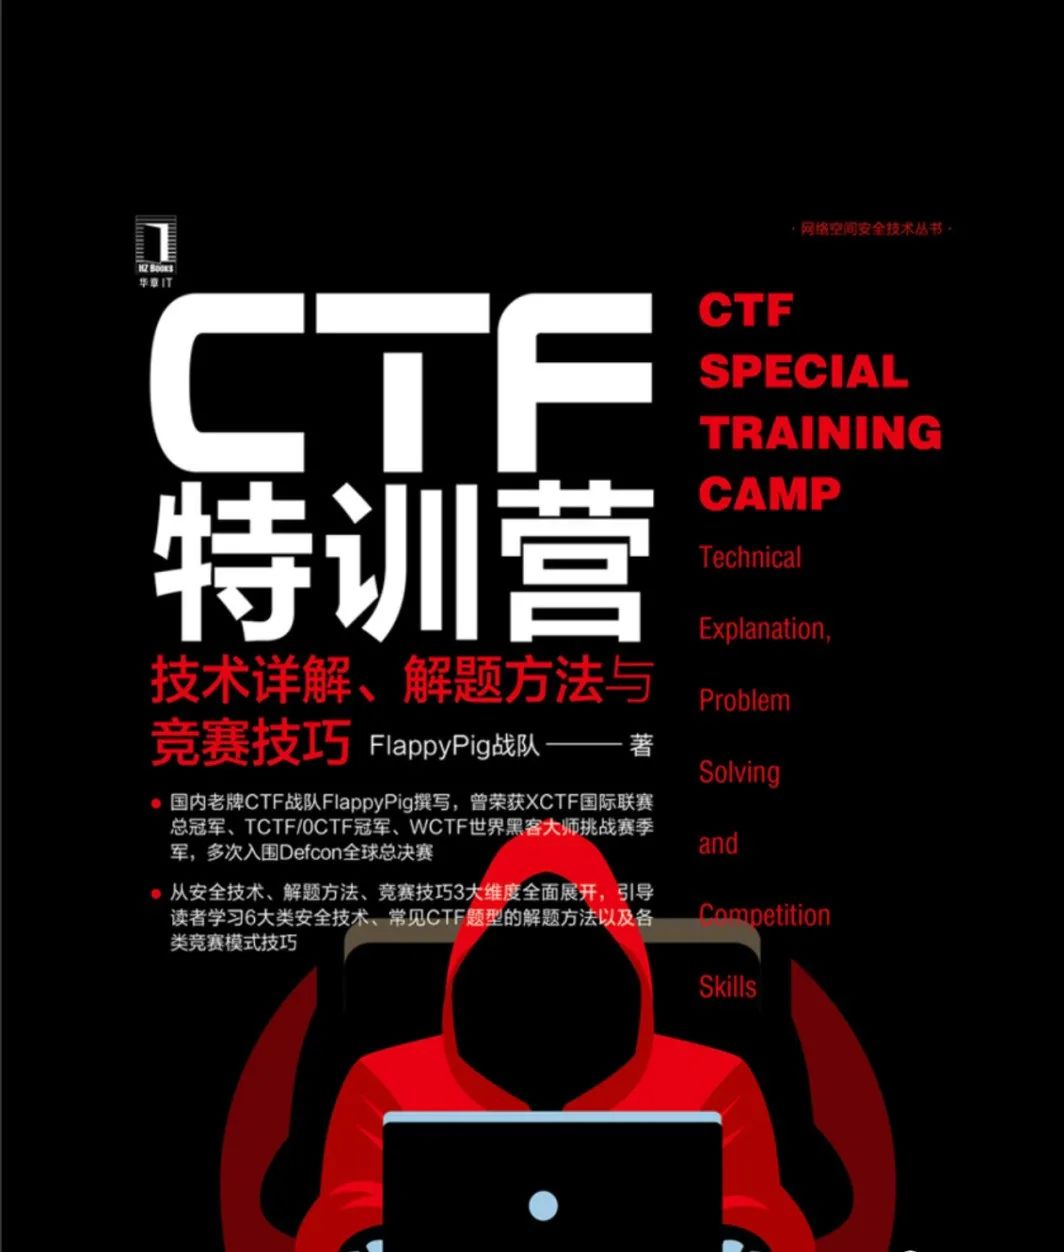 HZ Books
华章IT
· 网络空间安全技术丛书 ·
CTF
特训营
技术详解、解题方法与
竞赛技巧
FlappyPig战队——著
国内老牌CTF战队FlappyPig撰写，曾荣获XCTF国际联赛
总冠军、TCTF/0CTF冠军、WCTF世界黑客大师挑战赛季
军，多次入围Defcon全球总决赛
从安全技术、解题方法、竞赛技巧3大维度全面展开，引导
读者学习6大类安全技术、常见CTF题型的解题方法以及各
类竞赛模式技巧
CTF
SPECIAL
TRAINING
CAMP
Technical
Explanation,
Problem
Solving
and
Competition
Skills